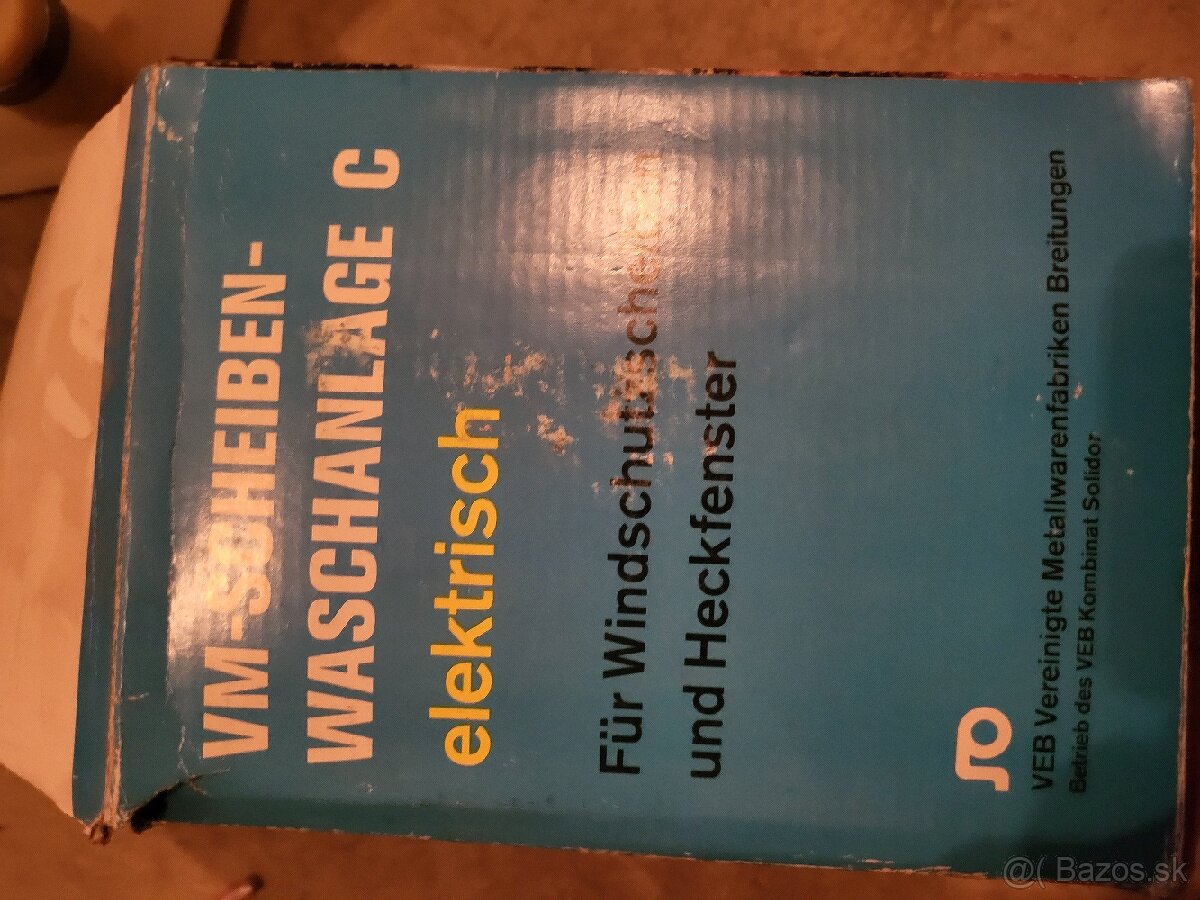 VM-SCHEIBEN-
WASCHANLAGE C
elektrisch
Für Windschutzscheiben
und Heckfenster
VEB Vereinigte Metallwarenfabriken Breitungen
Betrieb des VEB Kombinat Solidor
@( Bazos.sk